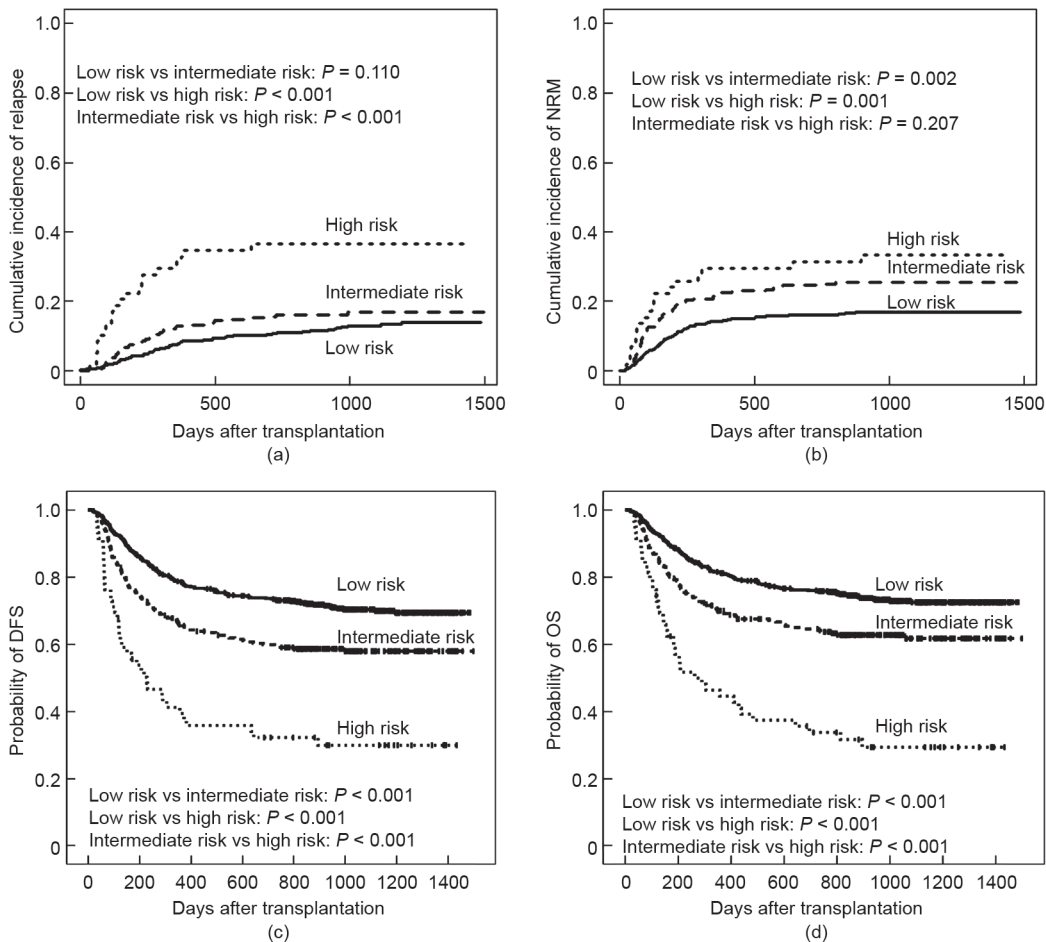 Cumulative incidence of relapse
1.0
0.8
0.6
0.4
0.2
0
Low risk vs intermediate risk: P = 0.110
Low risk vs high risk: P < 0.001
Intermediate risk vs high risk: P < 0.001
High risk
Intermediate risk
Low risk
0 500 1000 1500
Days after transplantation
(a)
Cumulative incidence of NRM
1.0
0.8
0.6
0.4
0.2
0
Low risk vs intermediate risk: P = 0.002
Low risk vs high risk: P = 0.001
Intermediate risk vs high risk: P = 0.207
High risk
Intermediate risk
Low risk
0 500 1000 1500
Days after transplantation
(b)
Probability of DFS
1.0
0.8
0.6
0.4
0.2
0
Low risk
Intermediate risk
High risk
Low risk vs intermediate risk: P < 0.001
Low risk vs high risk: P < 0.001
Intermediate risk vs high risk: P < 0.001
0 200 400 600 800 1000 1200 1400
Days after transplantation
(c)
Probability of OS
1.0
0.8
0.6
0.4
0.2
0
Low risk
Intermediate risk
High risk
Low risk vs intermediate risk: P < 0.001
Low risk vs high risk: P < 0.001
Intermediate risk vs high risk: P < 0.001
0 200 400 600 800 1000 1200 1400
Days after transplantation
(d)